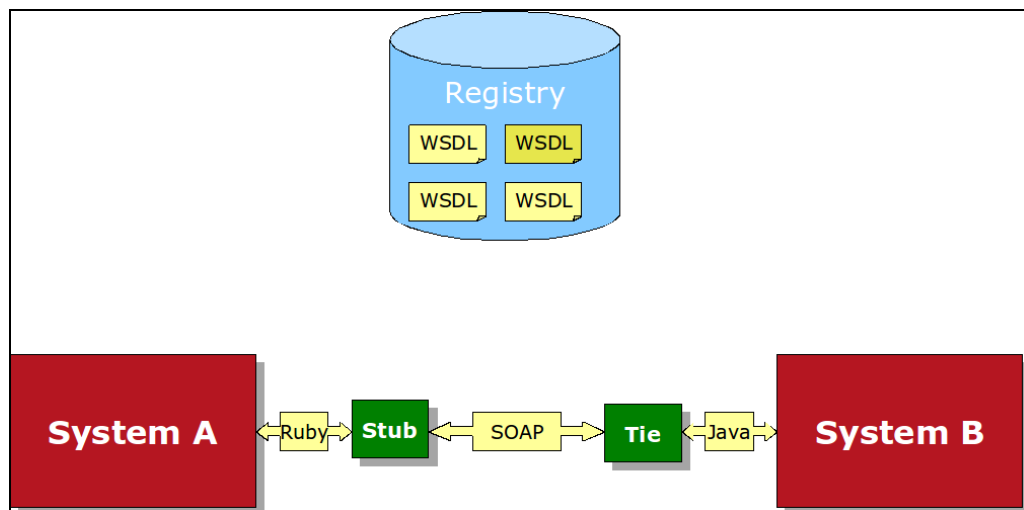 Registry
WSDL WSDL
WSDL WSDL
System A Ruby Stub SOAP Tie Java System B